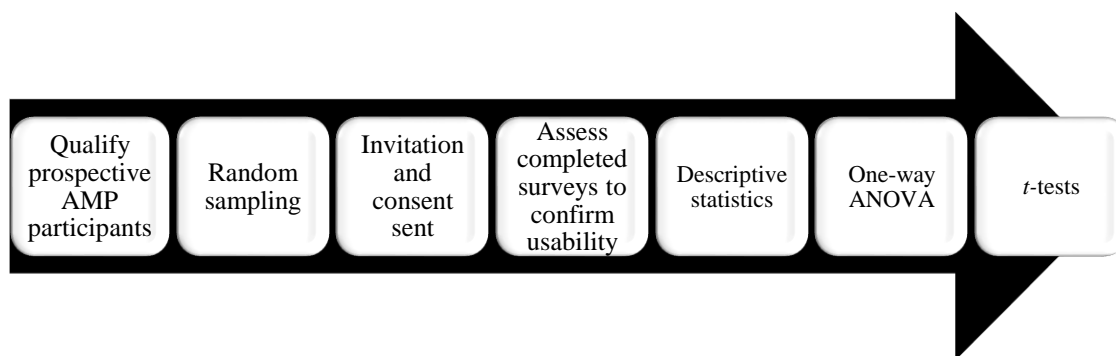 Qualify
prospective
AMP
participants
Random
sampling
Invitation
and
consent
sent
Assess
completed
surveys to
confirm
usability
Descriptive
statistics
One-way
ANOVA
t-tests